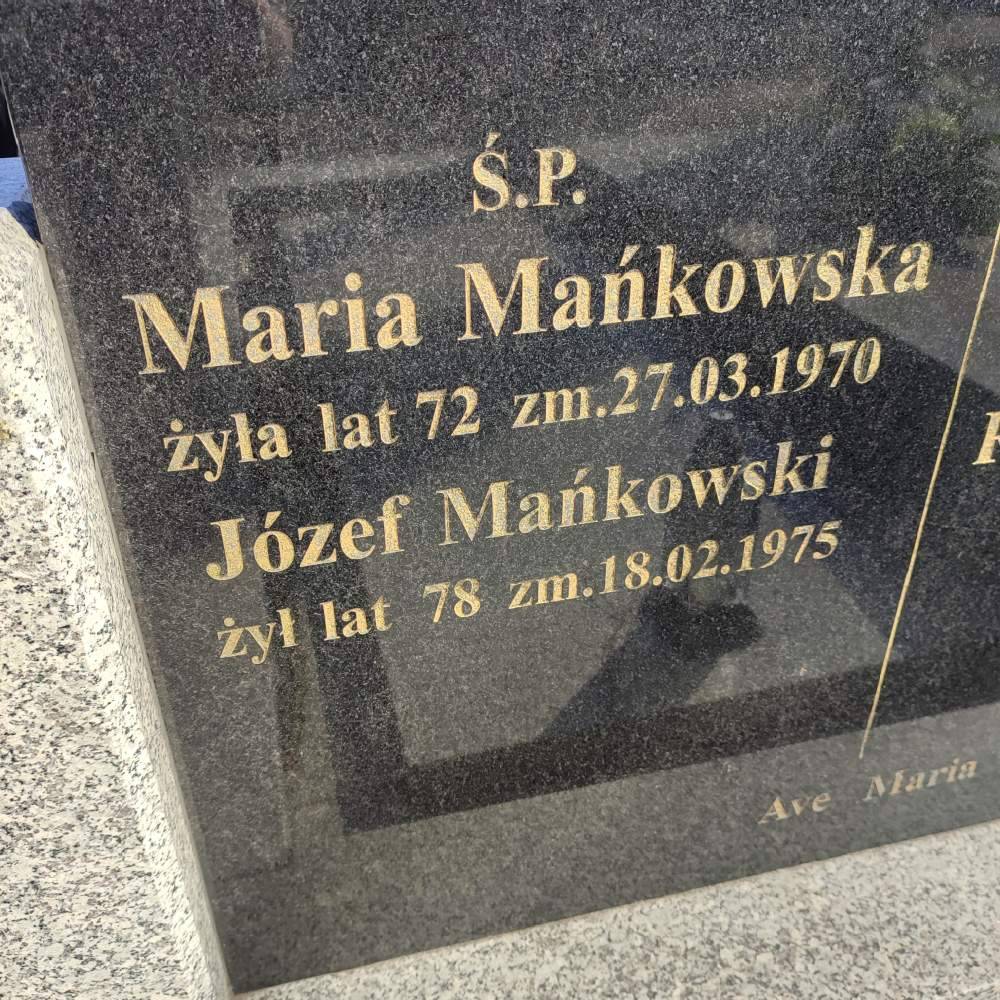 Ś.P.
Maria Mańkowska
żyła lat 72 zm.27.03.1970
Józef Mańkowski
żył lat 78 zm.18.02.1975
Ave Maria